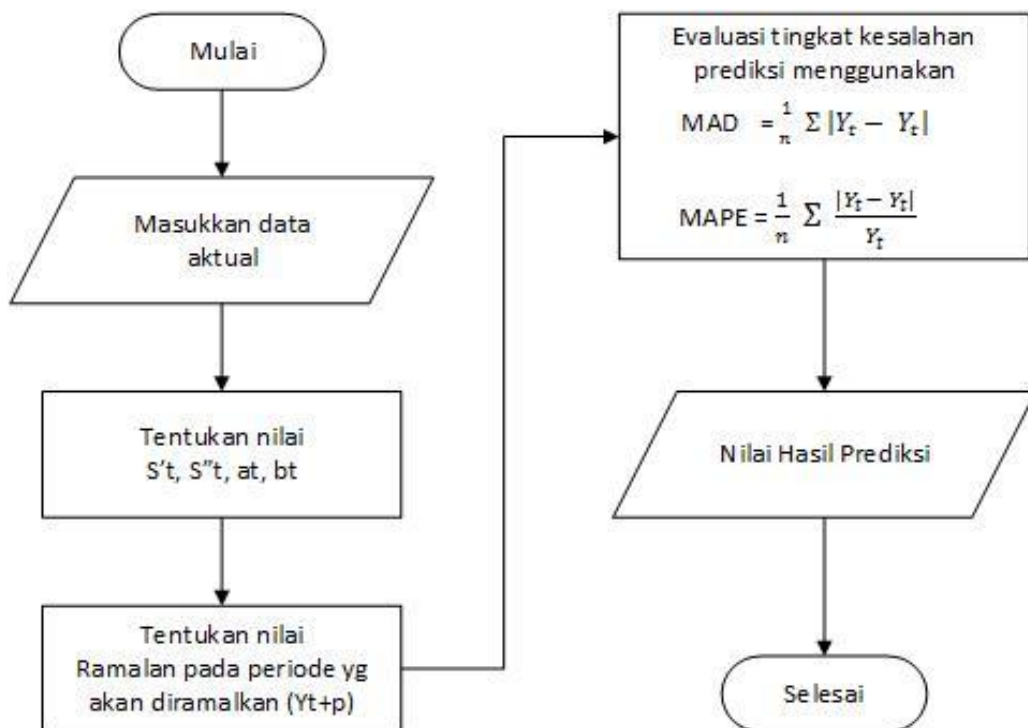 Mulai
Masukkan data
aktual
Tentukan nilai
S't, S"t, at, bt
Tentukan nilai
Ramalan pada periode yg
akan diramalkan (Yt+p)
Evaluasi tingkat kesalahan
prediksi menggunakan
MAD = 1/n Σ |Yₜ − Yₜ|
MAPE = 1/n Σ |Yₜ − Yₜ|/Yₜ
Nilai Hasil Prediksi
Selesai